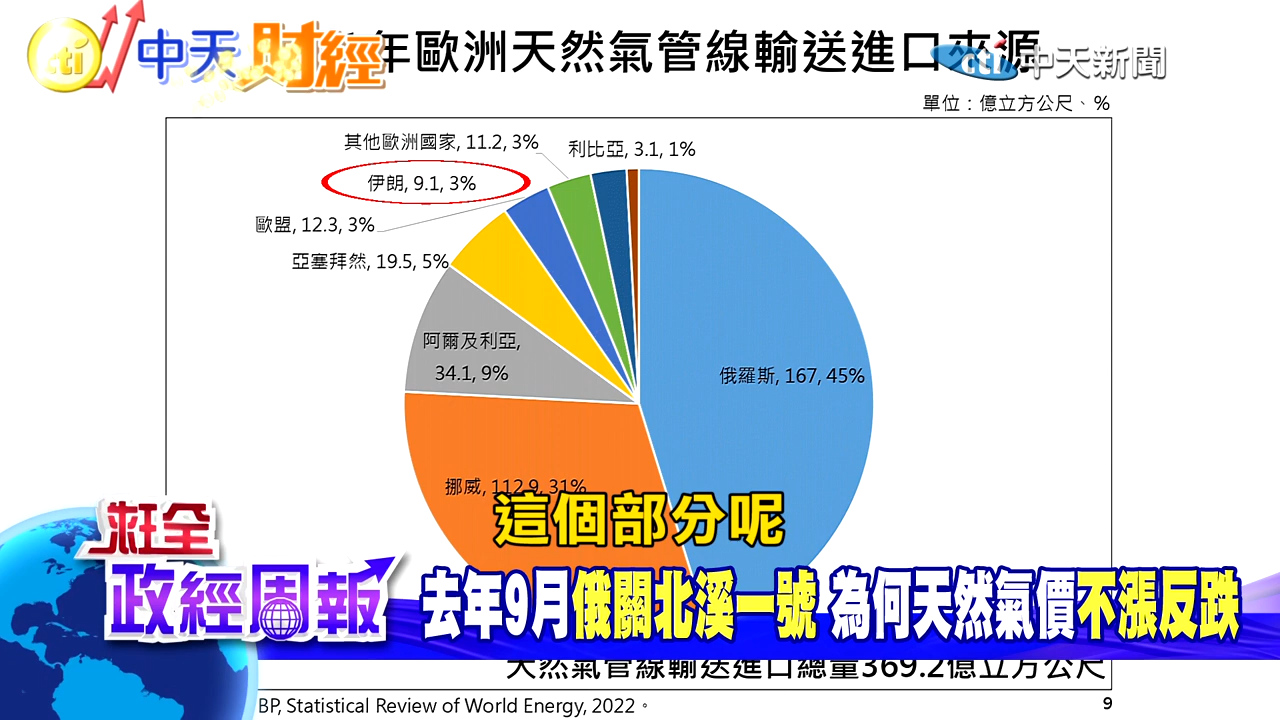 cti 中天財經
年歐洲天然氣管線輸送進口來源
cti 中天新聞
單位：億立方公尺、%
其他歐洲國家, 11.2, 3%
利比亞, 3.1, 1%
伊朗, 9.1, 3%
歐盟, 12.3, 3%
亞塞拜然, 19.5, 5%
阿爾及利亞,
34.1, 9%
俄羅斯, 167, 45%
挪威, 112.9, 31%
這個部分呢
全球
政經周報
去年9月俄關北溪一號 為何天然氣價不漲反跌
天然氣管線輸送進口總量369.2億立方公尺
BP, Statistical Review of World Energy, 2022。
9